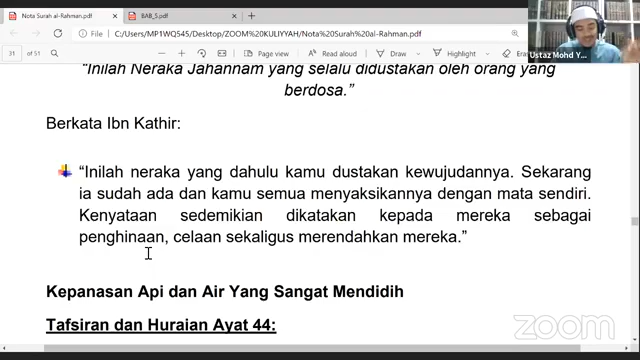 Nota Surah al-Rahman.pdf
BAB_5.pdf
File
C:/Users/MP1WQ545/Desktop/ZOOM%20KULIYYAH/Nota%20Surah%20al-Rahman.pdf
31 of 51
Page view
Read aloud
Draw
Highlight
Erase
Ustaz Mohd Y...
"Inilah Neraka Jahannam yang selalu didustakan oleh orang yang
berdosa."
Berkata Ibn Kathir:
"Inilah neraka yang dahulu kamu dustakan kewujudannya. Sekarang
ia sudah ada dan kamu semua menyaksikannya dengan mata sendiri.
Kenyataan sedemikian dikatakan kepada mereka sebagai
penghinaan, celaan sekaligus merendahkan mereka."
Kepanasan Api dan Air Yang Sangat Mendidih
Tafsiran dan Huraian Ayat 44:
zoom